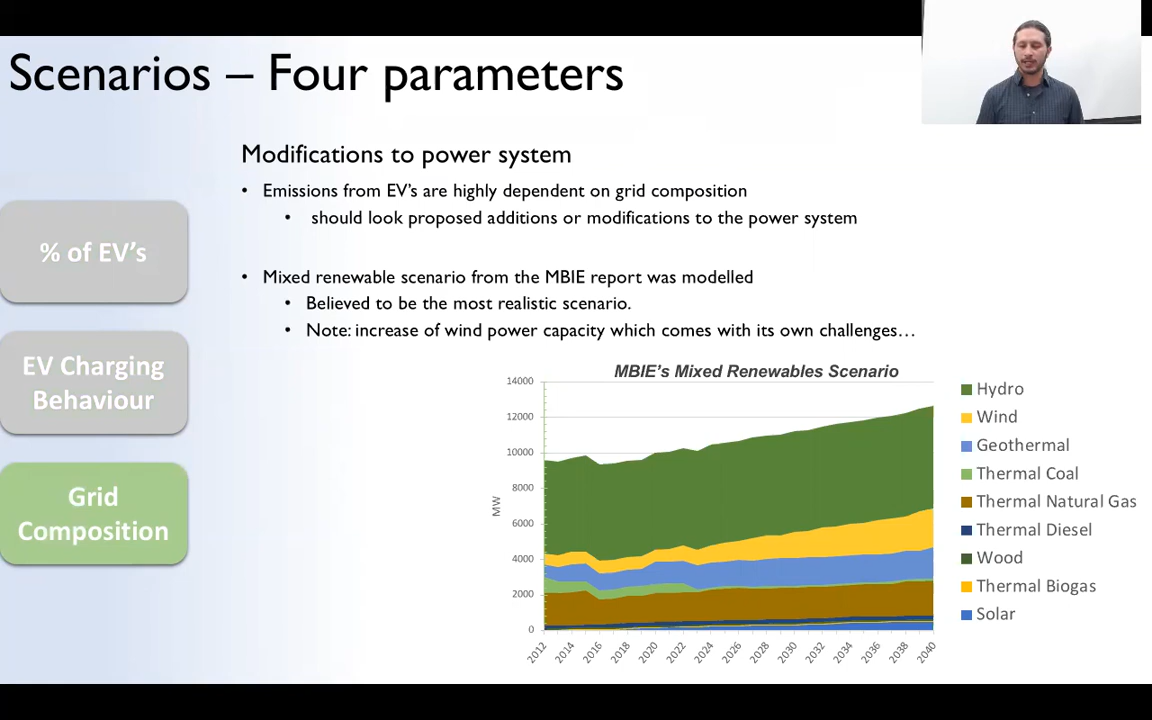 Scenarios – Four parameters
Modifications to power system
• Emissions from EV's are highly dependent on grid composition
• should look proposed additions or modifications to the power system
• Mixed renewable scenario from the MBIE report was modelled
• Believed to be the most realistic scenario.
• Note: increase of wind power capacity which comes with its own challenges…
% of EV's
EV Charging
Behaviour
Grid
Composition
MBIE's Mixed Renewables Scenario
MW
14000
12000
10000
8000
6000
4000
2000
0
2012
2014
2016
2018
2020
2022
2024
2026
2028
2030
2032
2034
2036
2038
2040
Hydro
Wind
Geothermal
Thermal Coal
Thermal Natural Gas
Thermal Diesel
Wood
Thermal Biogas
Solar